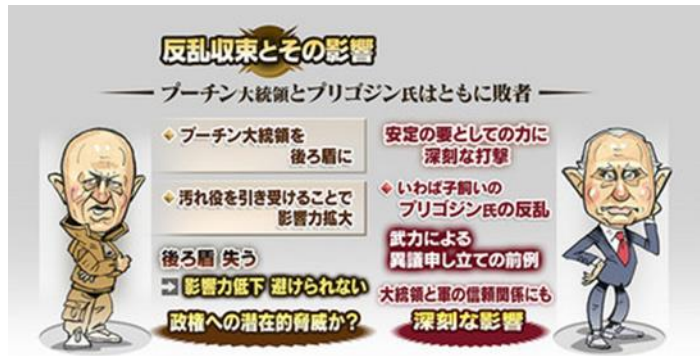 反乱収束とその影響
プーチン大統領とプリゴジン氏はともに敗者
プーチン大統領を
後ろ盾に
汚れ役を引き受けることで
影響力拡大
後ろ盾 失う
影響力低下 避けられない
政権への潜在的脅威か?
安定の要としての力に
深刻な打撃
いわば子飼いの
プリゴジン氏の反乱
武力による
異議申し立ての前例
大統領と軍の信頼関係にも
深刻な影響